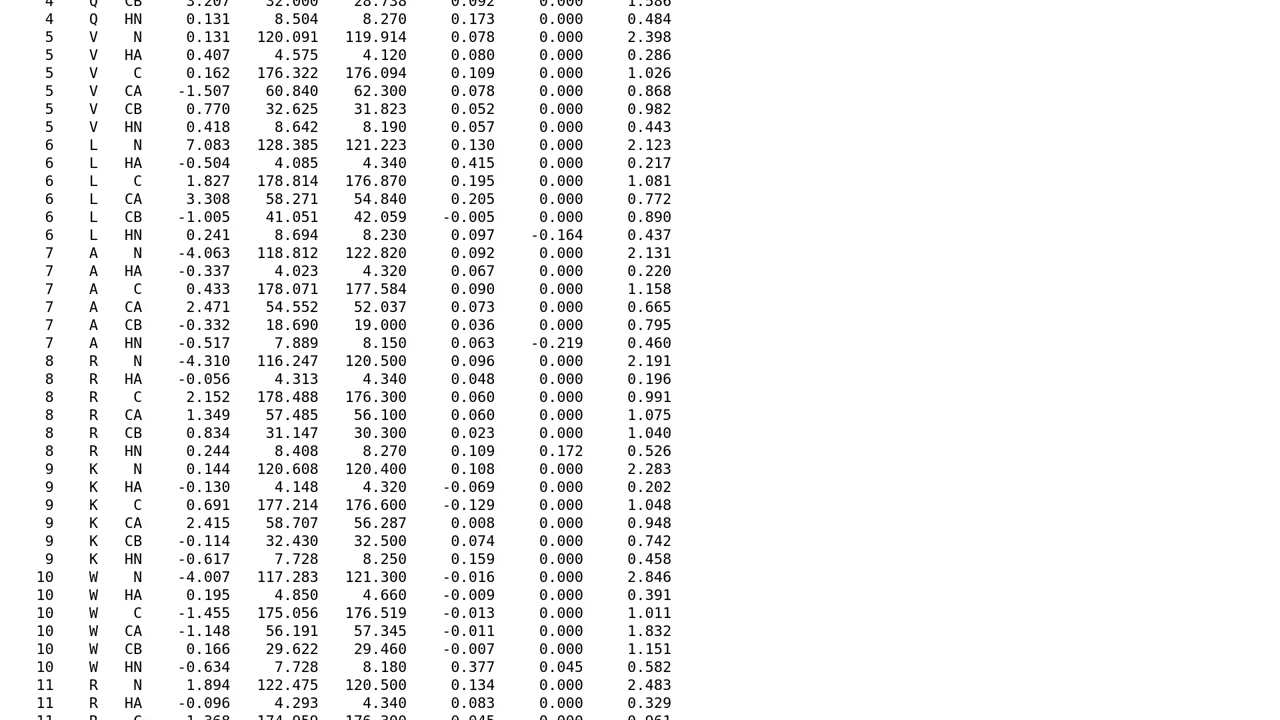 4 Q CB 3.207 32.000 28.738 0.092 0.000 1.586
4 Q HN 0.131 8.504 8.270 0.173 0.000 0.484
5 V N 0.131 120.091 119.914 0.078 0.000 2.398
5 V HA 0.407 4.575 4.120 0.080 0.000 0.286
5 V C 0.162 176.322 176.094 0.109 0.000 1.026
5 V CA -1.507 60.840 62.300 0.078 0.000 0.868
5 V CB 0.770 32.625 31.823 0.052 0.000 0.982
5 V HN 0.418 8.642 8.190 0.057 0.000 0.443
6 L N 7.083 128.385 121.223 0.130 0.000 2.123
6 L HA -0.504 4.085 4.340 0.415 0.000 0.217
6 L C 1.827 178.814 176.870 0.195 0.000 1.081
6 L CA 3.308 58.271 54.840 0.205 0.000 0.772
6 L CB -1.005 41.051 42.059 -0.005 0.000 0.890
6 L HN 0.241 8.694 8.230 0.097 -0.164 0.437
7 A N -4.063 118.812 122.820 0.092 0.000 2.131
7 A HA -0.337 4.023 4.320 0.067 0.000 0.220
7 A C 0.433 178.071 177.584 0.090 0.000 1.158
7 A CA 2.471 54.552 52.037 0.073 0.000 0.665
7 A CB -0.332 18.690 19.000 0.036 0.000 0.795
7 A HN -0.517 7.889 8.150 0.063 -0.219 0.460
8 R N -4.310 116.247 120.500 0.096 0.000 2.191
8 R HA -0.056 4.313 4.340 0.048 0.000 0.196
8 R C 2.152 178.488 176.300 0.060 0.000 0.991
8 R CA 1.349 57.485 56.100 0.060 0.000 1.075
8 R CB 0.834 31.147 30.300 0.023 0.000 1.040
8 R HN 0.244 8.408 8.270 0.109 0.172 0.526
9 K N 0.144 120.608 120.400 0.108 0.000 2.283
9 K HA -0.130 4.148 4.320 -0.069 0.000 0.202
9 K C 0.691 177.214 176.600 -0.129 0.000 1.048
9 K CA 2.415 58.707 56.287 0.008 0.000 0.948
9 K CB -0.114 32.430 32.500 0.074 0.000 0.742
9 K HN -0.617 7.728 8.250 0.159 0.000 0.458
10 W N -4.007 117.283 121.300 -0.016 0.000 2.846
10 W HA 0.195 4.850 4.660 -0.009 0.000 0.391
10 W C -1.455 175.056 176.519 -0.013 0.000 1.011
10 W CA -1.148 56.191 57.345 -0.011 0.000 1.832
10 W CB 0.166 29.622 29.460 -0.007 0.000 1.151
10 W HN -0.634 7.728 8.180 0.377 0.045 0.582
11 R N 1.894 122.475 120.500 0.134 0.000 2.483
11 R HA -0.096 4.293 4.340 0.083 0.000 0.329
11 R C 1.368 174.959 176.300 0.045 0.000 0.961